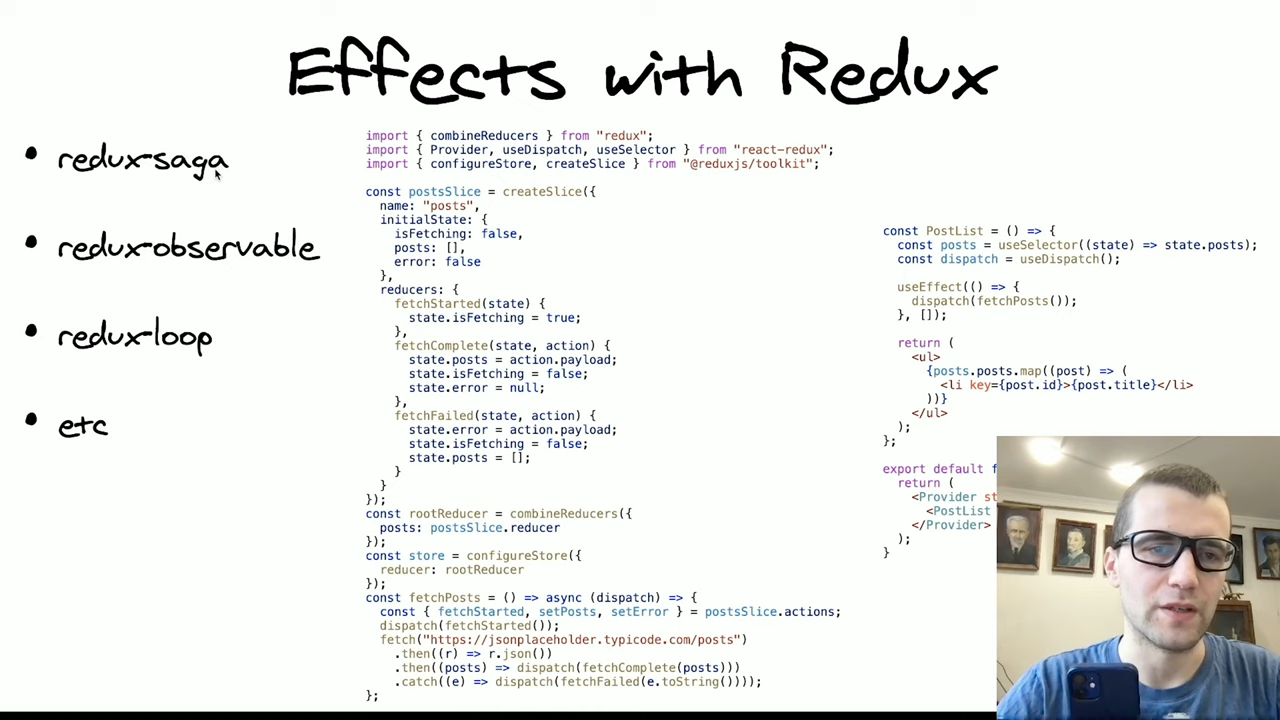 Effects with Redux
• redux-saga
• redux-observable
• redux-loop
• etc
import { combineReducers } from "redux";
import { Provider, useDispatch, useSelector } from "react-redux";
import { configureStore, createSlice } from "@reduxjs/toolkit";
const postsSlice = createSlice({
name: "posts",
initialState: {
isFetching: false,
posts: [],
error: false
},
reducers: {
fetchStarted(state) {
state.isFetching = true;
},
fetchComplete(state, action) {
state.posts = action.payload;
state.isFetching = false;
state.error = null;
},
fetchFailed(state, action) {
state.error = action.payload;
state.isFetching = false;
state.posts = [];
}
}
});
const rootReducer = combineReducers({
posts: postsSlice.reducer
});
const store = configureStore({
reducer: rootReducer
});
const fetchPosts = () => async (dispatch) => {
const { fetchStarted, setPosts, setError } = postsSlice.actions;
dispatch(fetchStarted());
fetch("https://jsonplaceholder.typicode.com/posts")
.then((r) => r.json())
.then((posts) => dispatch(fetchComplete(posts)))
.catch((e) => dispatch(fetchFailed(e.toString())));
};
const PostList = () => {
const posts = useSelector((state) => state.posts);
const dispatch = useDispatch();
useEffect(() => {
dispatch(fetchPosts());
}, []);
return (
<ul>
{posts.posts.map((post) => (
<li key={post.id}>{post.title}</li>
))}
</ul>
);
};
export default f
return (
<Provider st
<PostList
</Provider>
);
}